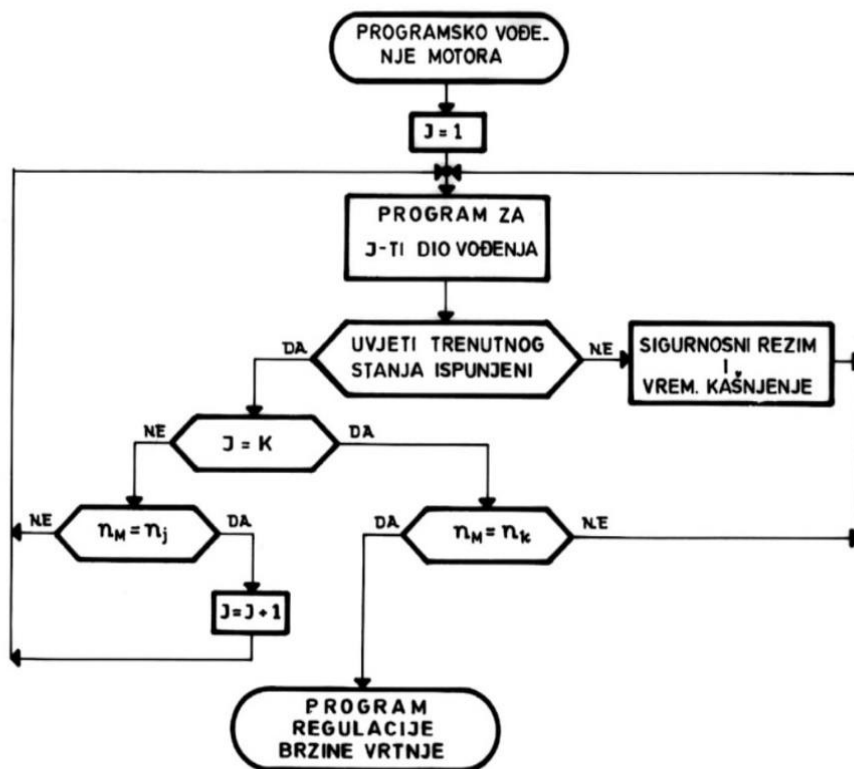 PROGRAMSKO VOĐE-
NJE MOTORA
J = 1
PROGRAM ZA
J-TI DIO VOĐENJA
UVJETI TRENUTNOG
STANJA ISPUNJENI
DA
NE
SIGURNOSNI REZIM
I
VREM. KAŠNJENJE
J = K
NE
DA
n_M = n_j
NE
DA
n_M = n_k
DA
NE
J=J+1
PROGRAM
REGULACIJE
BRZINE VRTNJE